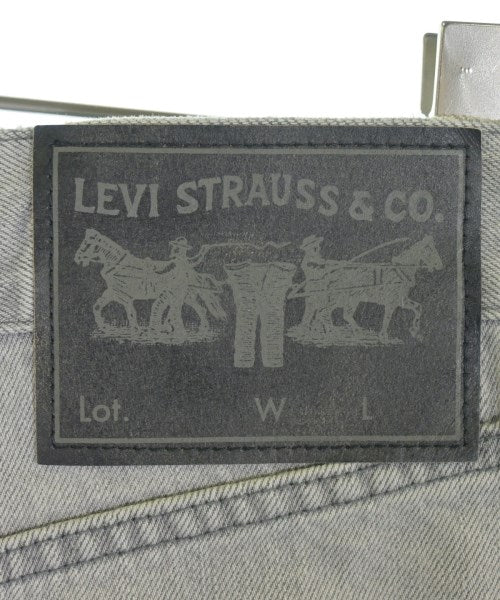 LEVI STRAUSS & CO.
Lot. W L